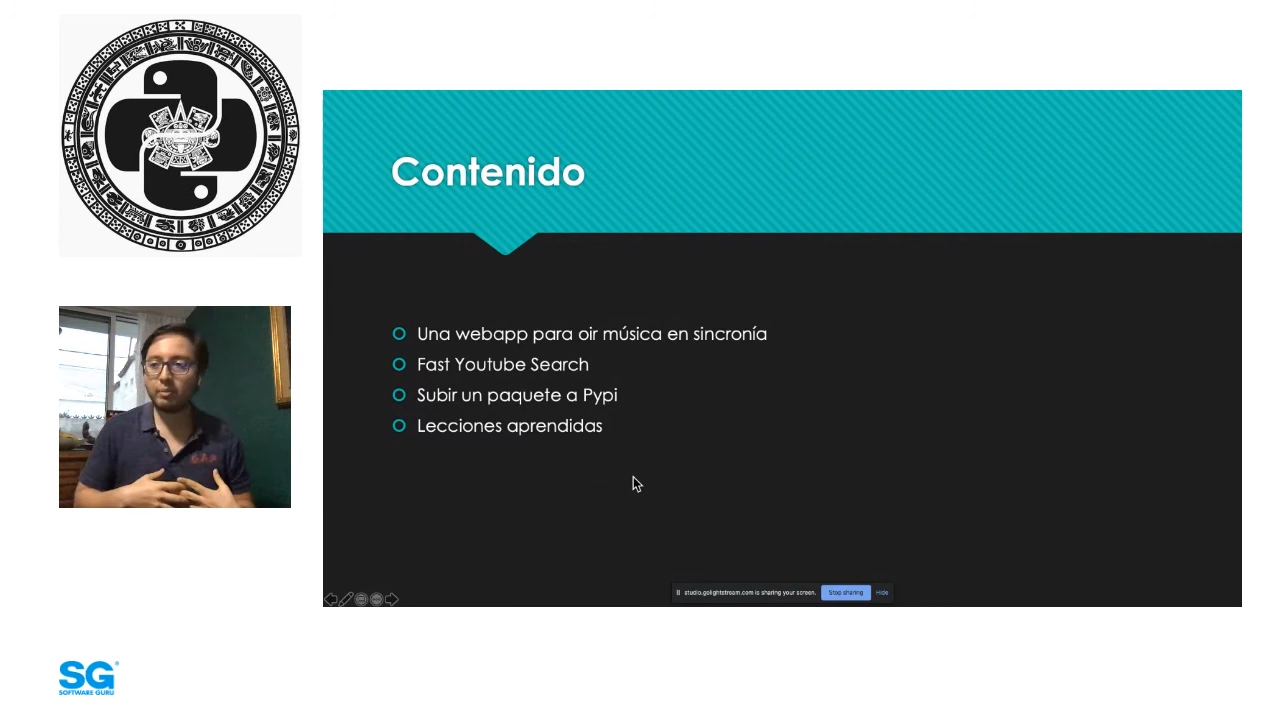 Contenido
Una webapp para oir música en sincronía
Fast Youtube Search
Subir un paquete a Pypi
Lecciones aprendidas
studio.golightstream.com is sharing your screen.
Stop sharing
Hide
SG®
SOFTWARE GURU